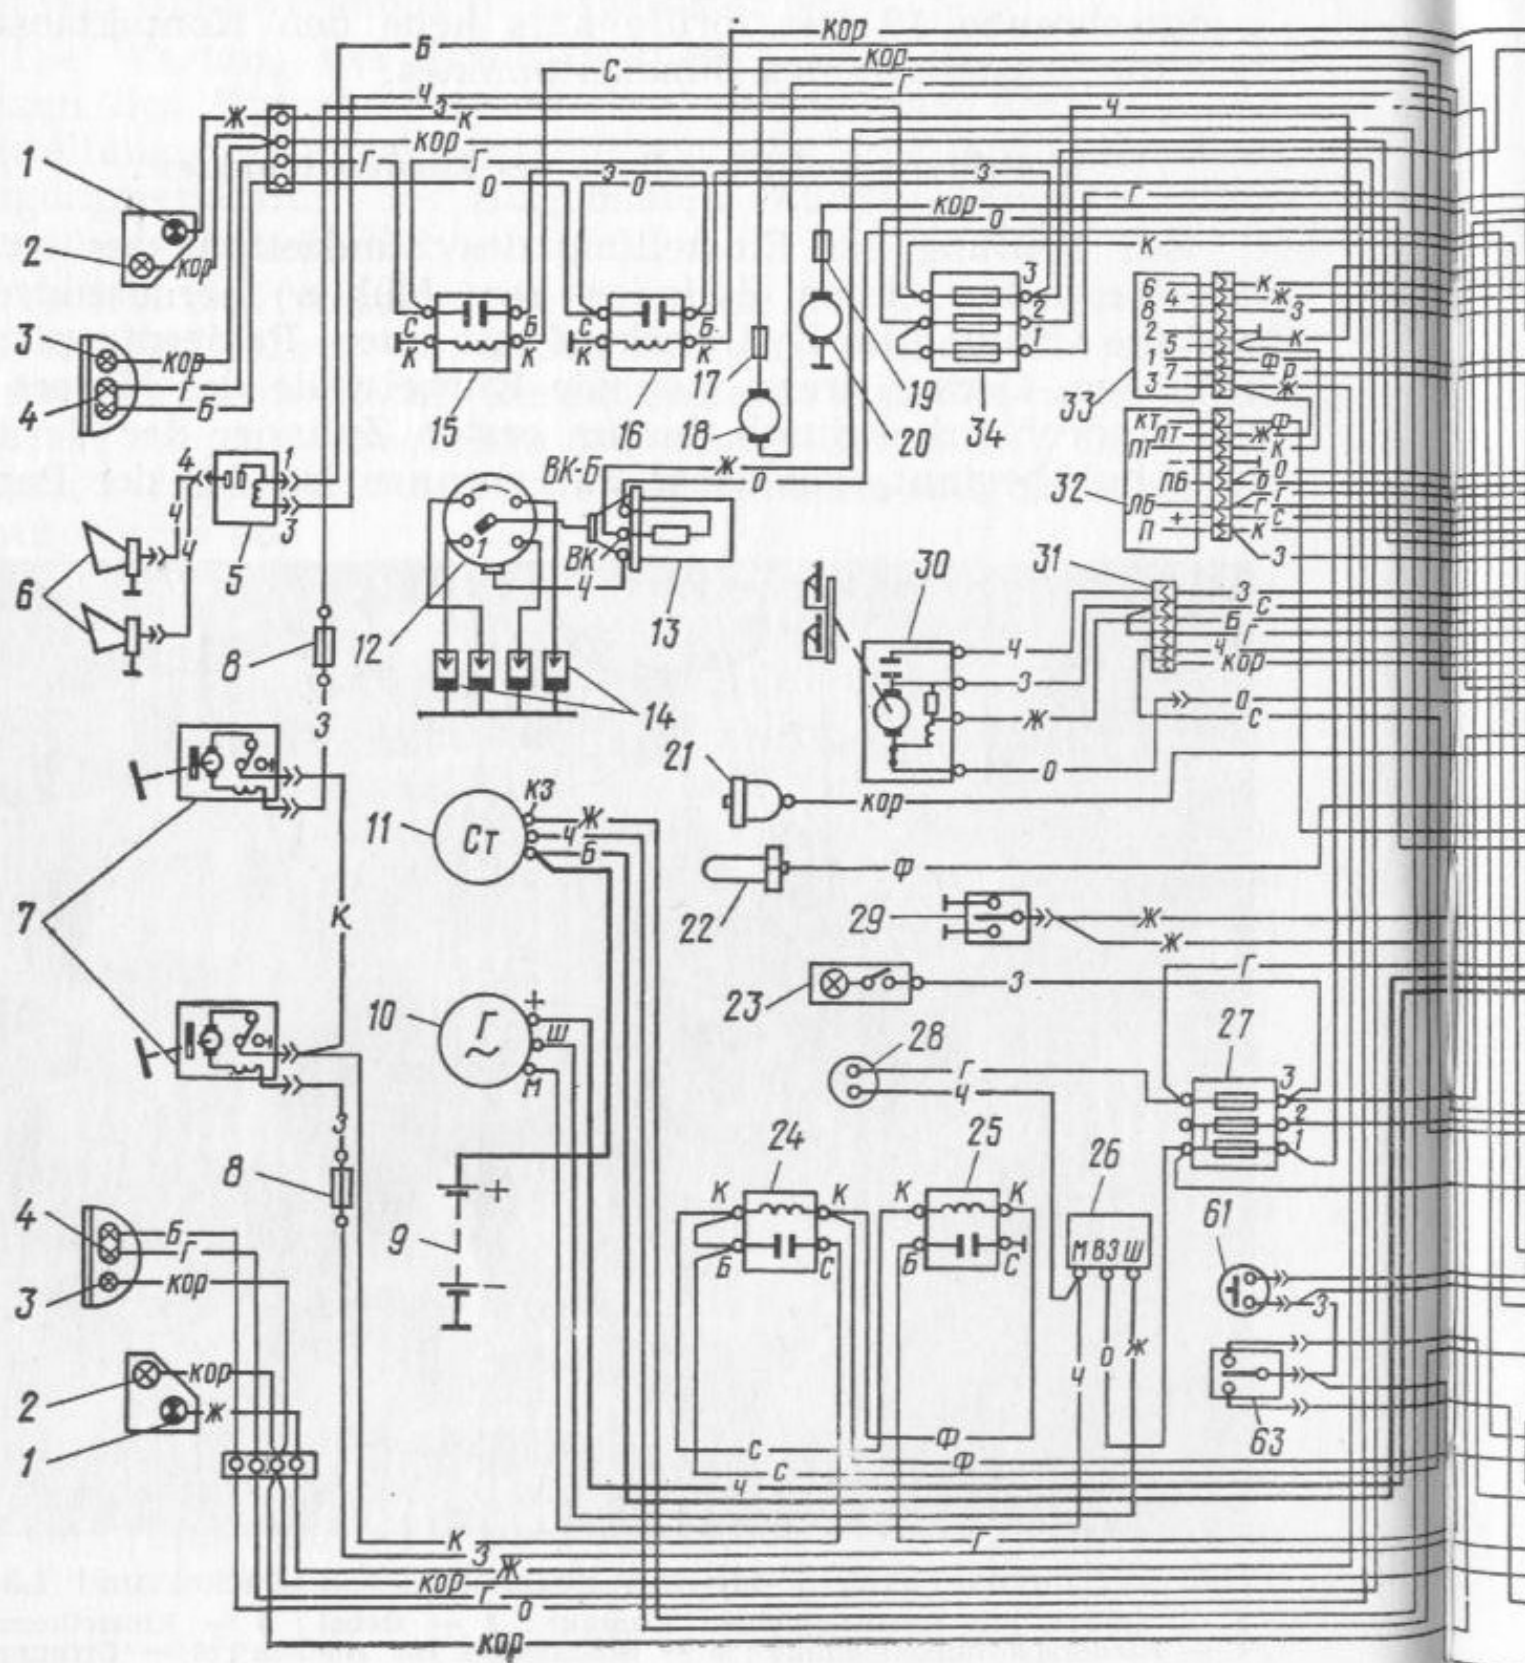 кор
Б
кор
С
Г
Ч
З
К
Ч
Ж
кор
1
Г
Г
З
О
О
З
Г
кор
О
К
2
кор
3
6
4
8
2
5
1
7
3
К
Ж
З
К
Ф
Р
Ж
3
2
1
С
К
Б
К
С
К
Б
К
кор
Г
Б
4
15
16
17
18
19
20
34
33
КТ
ЛТ
ПТ
–
ПБ
ЛБ
+
П
Ф
Ж
К
О
б
Г
Г
С
К
З
32
4
1
3
5
Ч
Ч
6
ВК-Б
Ж
О
1
ВК
Ч
12
13
30
31
З
С
Б
Г
Ч
кор
О
С
8
З
14
Ч
З
Ж
О
21
кор
7
11
Ст
КЗ
Ж
Ч
Б
К
22
Ф
29
Ж
Ж
23
З
Г
10
Г
~
+
Ш
М
28
Г
Ч
27
3
2
1
З
8
24
25
26
К
К
К
К
Б
С
Б
С
М ВЗ Ш
61
З
63
9
+
–
4
Б
Г
3
кор
2
кор
1
Ж
Ч
О
Ж
С
Ф
С
Ф
Ч
К
Г
З
Ж
кор
Г
О
кор